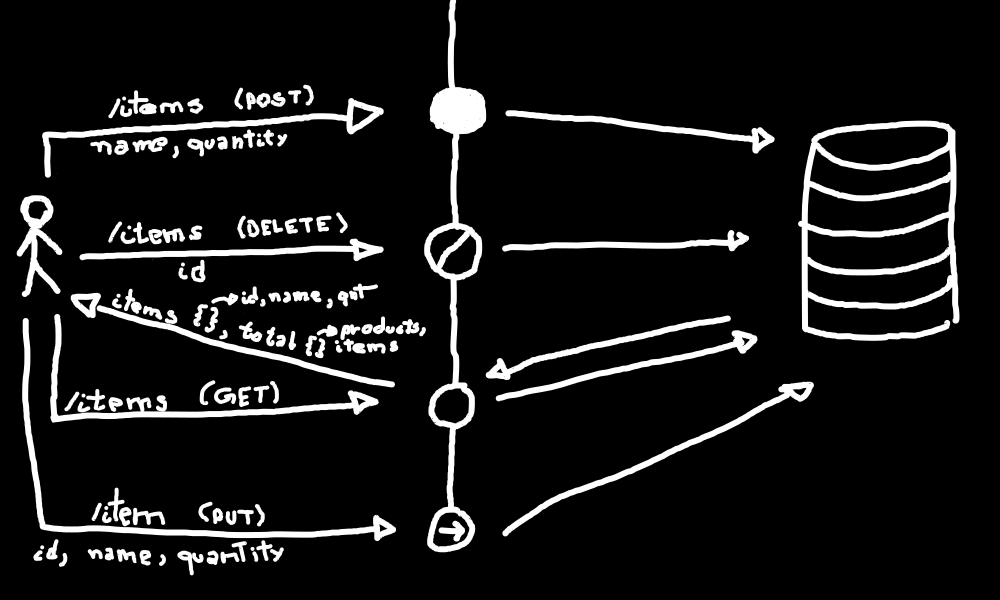 /items (POST)
name, quantity
/items (DELETE)
id
items {} → id, name, qnt
, total {} → products,
items
/items (GET)
/item (PUT)
id, name, quantity